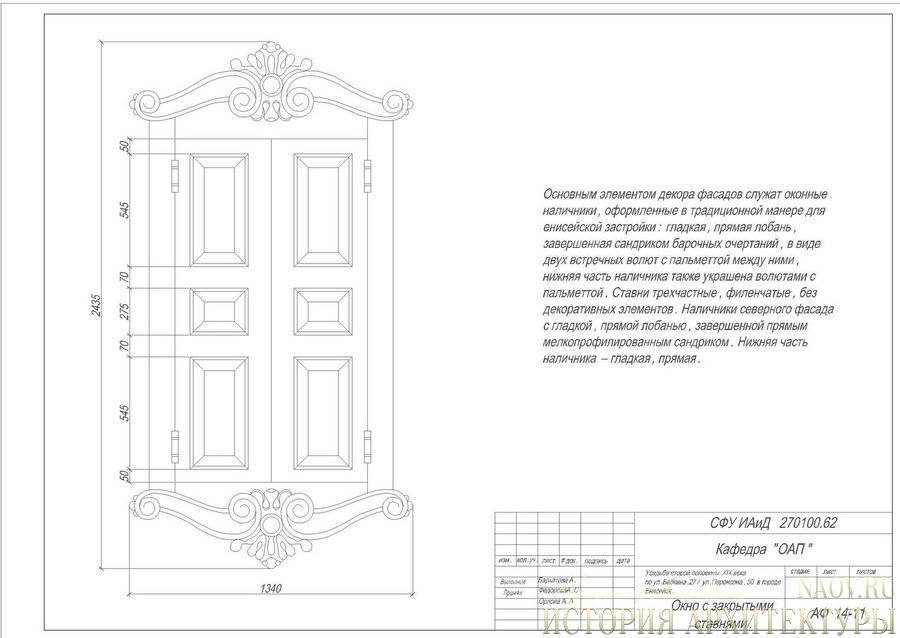 50
545
70
275
70
545
50
2435
1340
Основным элементом декора фасадов служат оконные
наличники, оформленные в традиционной манере для
енисейской застройки: гладкая, прямая лобань,
завершенная сандриком барочных очертаний, в виде
двух встречных волют с пальметтой между ними,
нижняя часть наличника также украшена волютами с
пальметтой. Ставни трехчастные, филенчатые, без
декоративных элементов. Наличники северного фасада
с гладкой, прямой лобанью, завершенной прямым
мелкопрофилированным сандриком. Нижняя часть
наличника – гладкая, прямая.
СФУ ИАиД 270100.62
Кафедра "ОАП"
изм. кол.уч. лист #док. подпись дата
Выполнил Баркатова А.
Принял Федорова
Орлова А.А
Усадьба второй половины XIX века
по ул. 27 / ул. 50 в городе
Енисейск.
стадия лист листов
Окно с закрытыми
ставнями.
АФ 14-11
NAOV.RU
ИСТОРИЯ АРХИТЕКТУРЫ